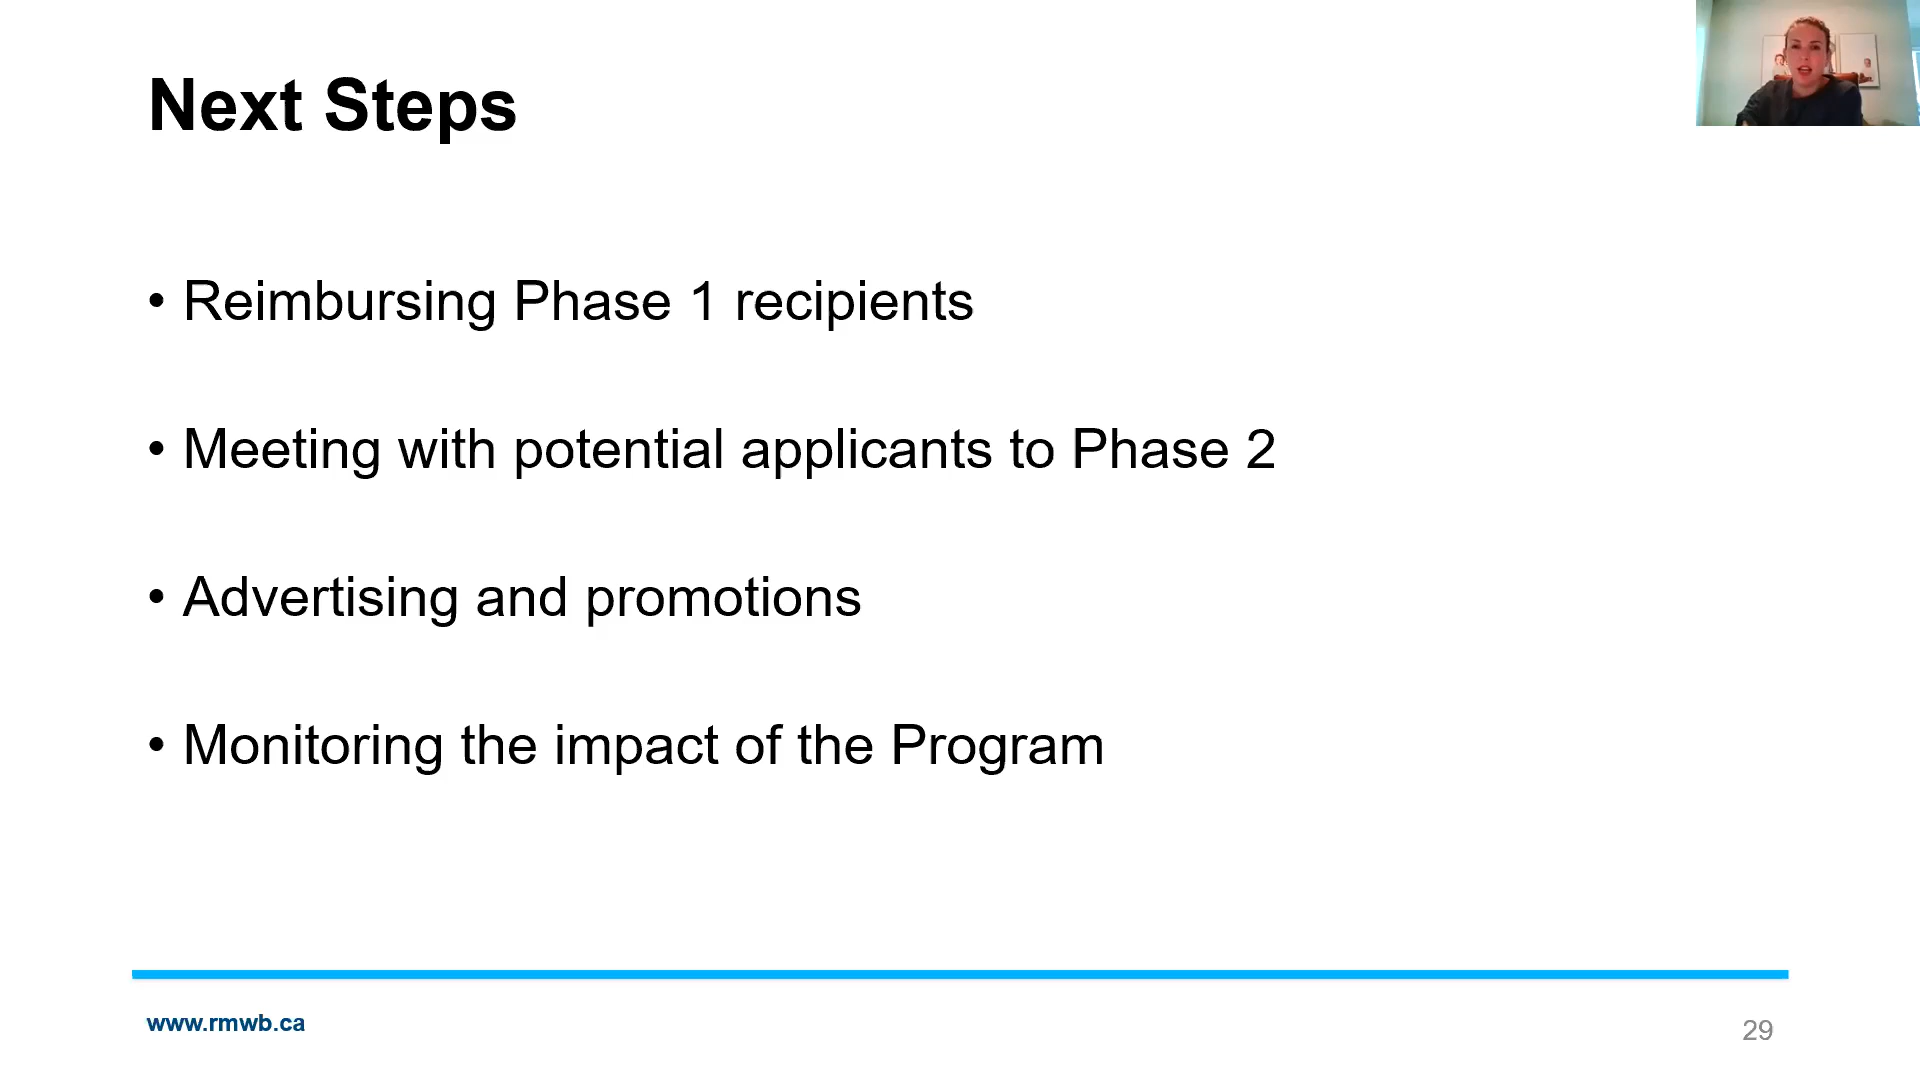 Next Steps
• Reimbursing Phase 1 recipients
• Meeting with potential applicants to Phase 2
• Advertising and promotions
• Monitoring the impact of the Program
www.rmwb.ca
29